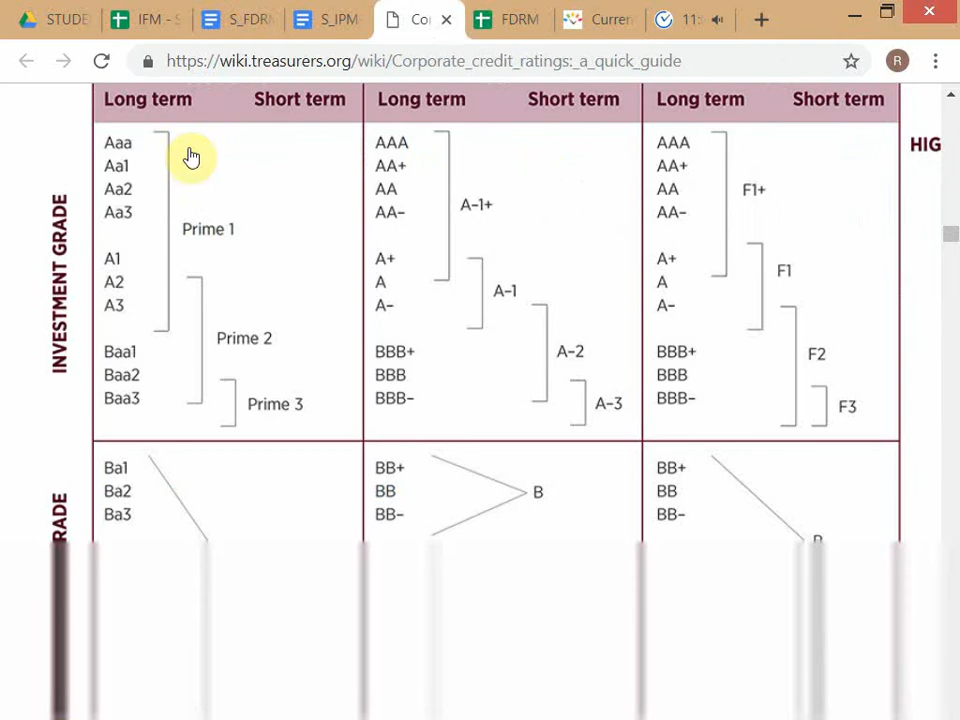 STUDE
IFM - S
S_FDRM
S_IPM-
Co
FDRM
Currer
11:
https://wiki.treasurers.org/wiki/Corporate_credit_ratings:_a_quick_guide
R
Long term Short term Long term Short term Long term Short term
HIG
INVESTMENT GRADE
Aaa
Aa1
Aa2
Aa3
A1
A2
A3
Baa1
Baa2
Baa3
Prime 1
Prime 2
Prime 3
AAA
AA+
AA
AA-
A+
A
A-
BBB+
BBB
BBB-
A-1+
A-1
A-2
A-3
AAA
AA+
AA
AA-
A+
A
A-
BBB+
BBB
BBB-
F1+
F1
F2
F3
RADE
Ba1
Ba2
Ba3
BB+
BB
BB-
B
BB+
BB
BB-